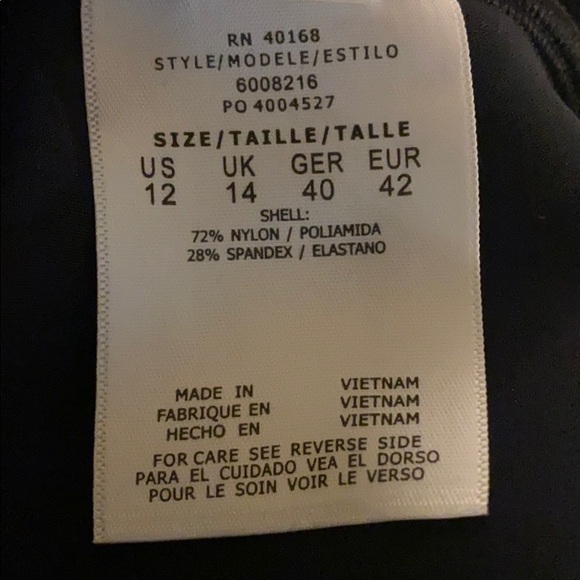 RN 40168
STYLE/MODELE/ESTILO
6008216
PO 4004527
SIZE/TAILLE/TALLE
US UK GER EUR
12 14 40 42
SHELL:
72% NYLON / POLIAMIDA
28% SPANDEX / ELASTANO
MADE IN VIETNAM
FABRIQUE EN VIETNAM
HECHO EN VIETNAM
FOR CARE SEE REVERSE SIDE
PARA EL CUIDADO VEA EL DORSO
POUR LE SOIN VOIR LE VERSO